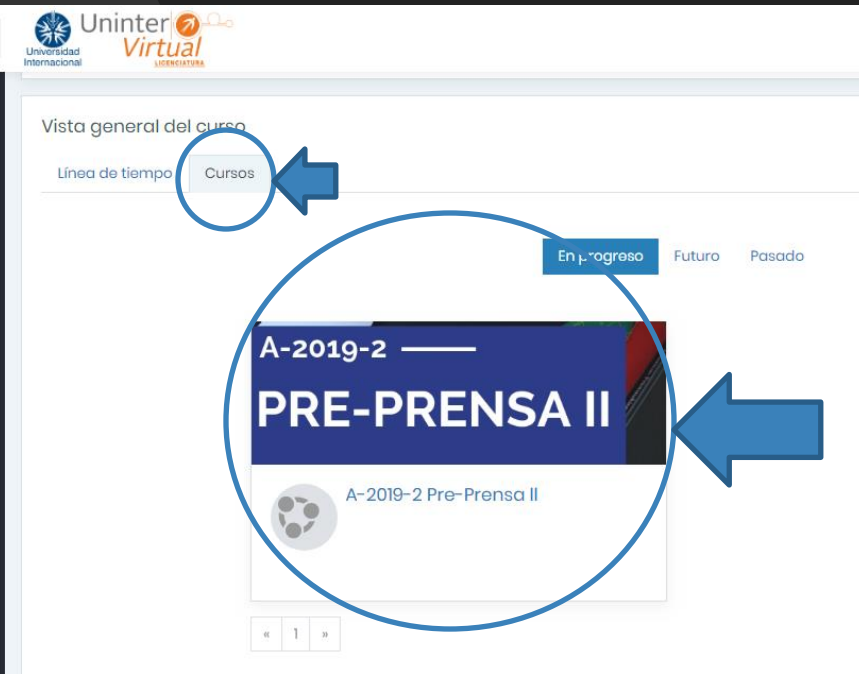 Uninter
Virtual
LICENCIATURA
Universidad
Internacional
Vista general del curso
Línea de tiempo
Cursos
En progreso
Futuro
Pasado
A-2019-2
PRE-PRENSA II
A-2019-2 Pre-Prensa II
« 1 »